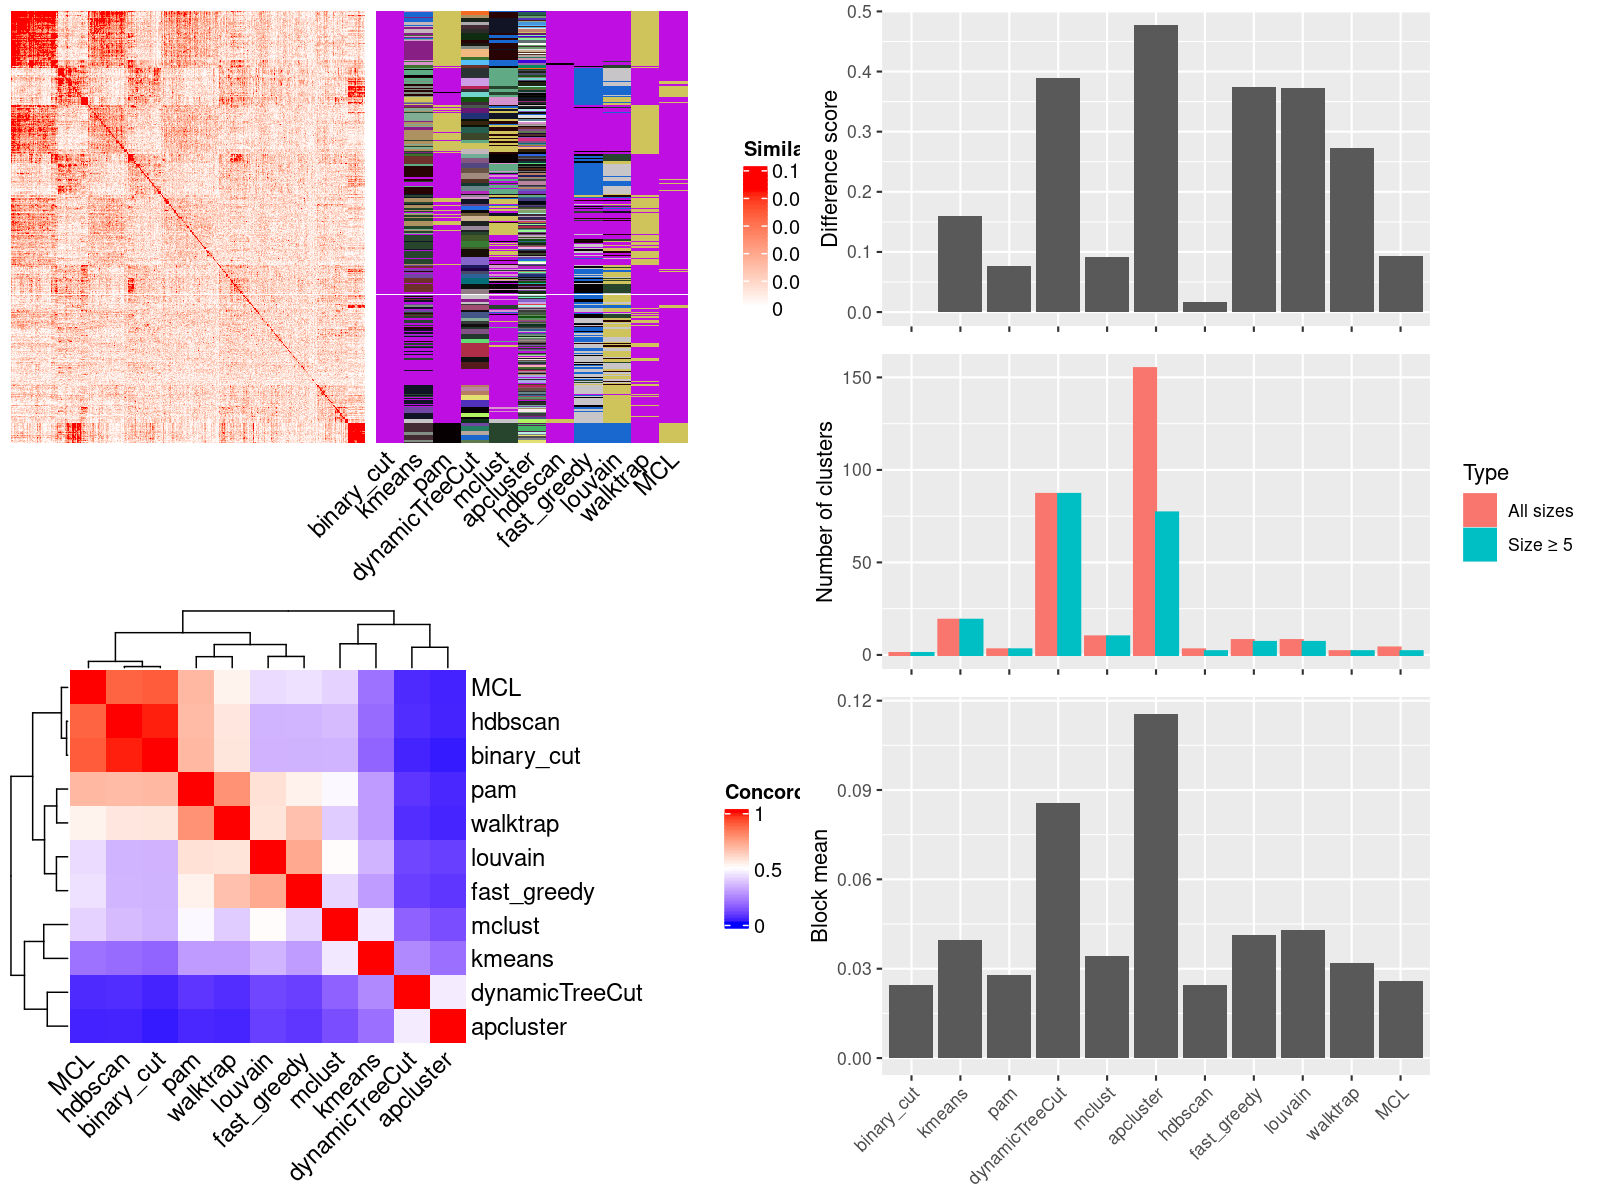 Simila
0.1
0.0
0.0
0.0
0.0
0
binary_cut
kmeans
pam
dynamicTreeCut
mclust
apcluster
hdbscan
fast_greedy
louvain
walktrap
MCL
MCL
hdbscan
binary_cut
pam
walktrap
louvain
fast_greedy
mclust
kmeans
dynamicTreeCut
apcluster
MCL
hdbscan
binary_cut
pam
walktrap
louvain
fast_greedy
mclust
kmeans
dynamicTreeCut
apcluster
Concord
1
0.5
0
Difference score
0.5
0.4
0.3
0.2
0.1
0.0
Number of clusters
150
100
50
0
Type
All sizes
Size ≥ 5
Block mean
0.12
0.09
0.06
0.03
0.00
binary_cut
kmeans
pam
dynamicTreeCut
mclust
apcluster
hdbscan
fast_greedy
louvain
walktrap
MCL